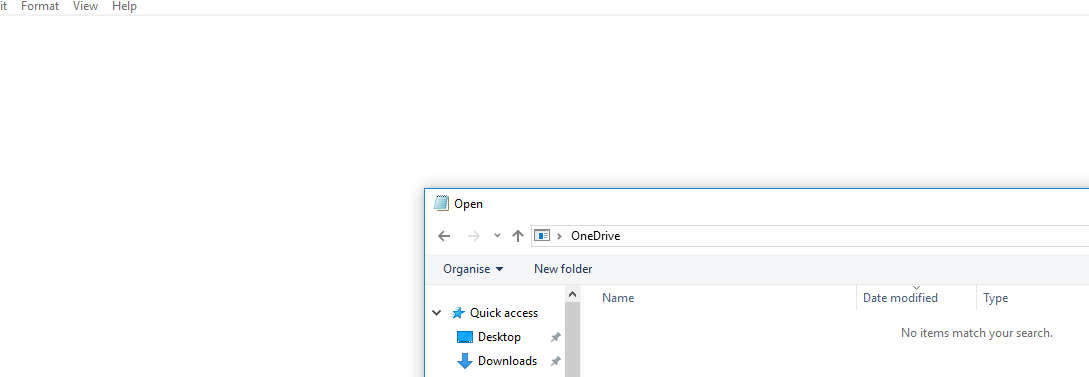 it Format View Help
Open
OneDrive
Organise New folder
Name Date modified Type
Quick access
No items match your search.
Desktop
Downloads